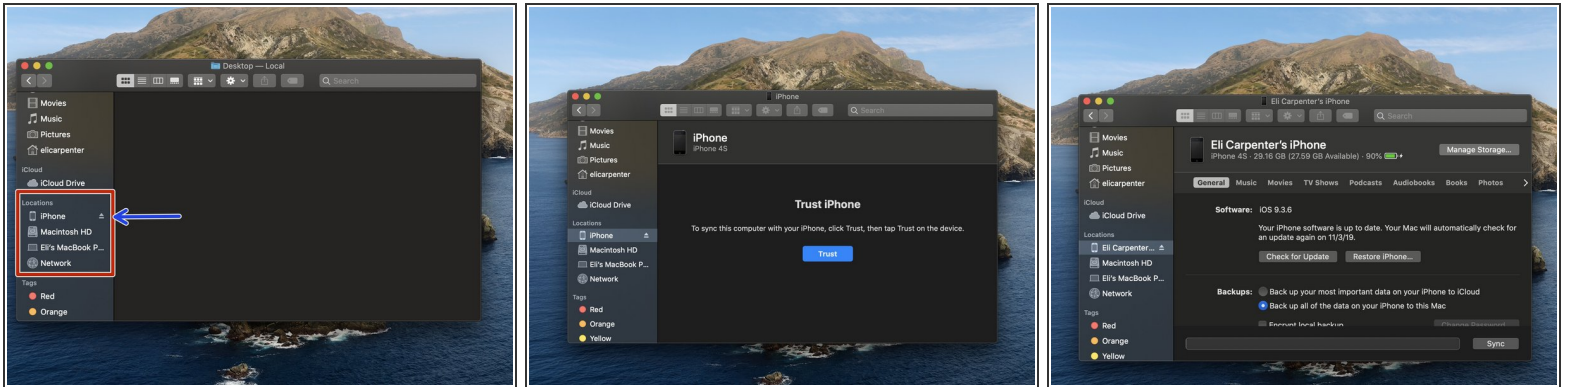 Desktop — Local
Search
Movies
Music
Pictures
elicarpenter
iCloud
iCloud Drive
Locations
iPhone
Macintosh HD
Eli's MacBook P...
Network
Tags
Red
Orange
iPhone
Search
Movies
Music
Pictures
elicarpenter
iCloud
iCloud Drive
Locations
iPhone
Macintosh HD
Eli's MacBook P...
Network
Tags
Red
Orange
Yellow
iPhone
iPhone 4S
Trust iPhone
To sync this computer with your iPhone, click Trust, then tap Trust on the device.
Trust
Eli Carpenter's iPhone
Search
Movies
Music
Pictures
elicarpenter
iCloud
iCloud Drive
Locations
Eli Carpenter...
Macintosh HD
Eli's MacBook P...
Network
Tags
Red
Orange
Yellow
Eli Carpenter's iPhone
iPhone 4S · 29.16 GB (27.59 GB Available) · 90%
Manage Storage...
General Music Movies TV Shows Podcasts Audiobooks Books Photos
Software: iOS 9.3.6
Your iPhone software is up to date. Your Mac will automatically check for
an update again on 11/3/19.
Check for Update Restore iPhone...
Backups: Back up your most important data on your iPhone to iCloud
Back up all of the data on your iPhone to this Mac
Encrypt local backup Change Password...
Sync